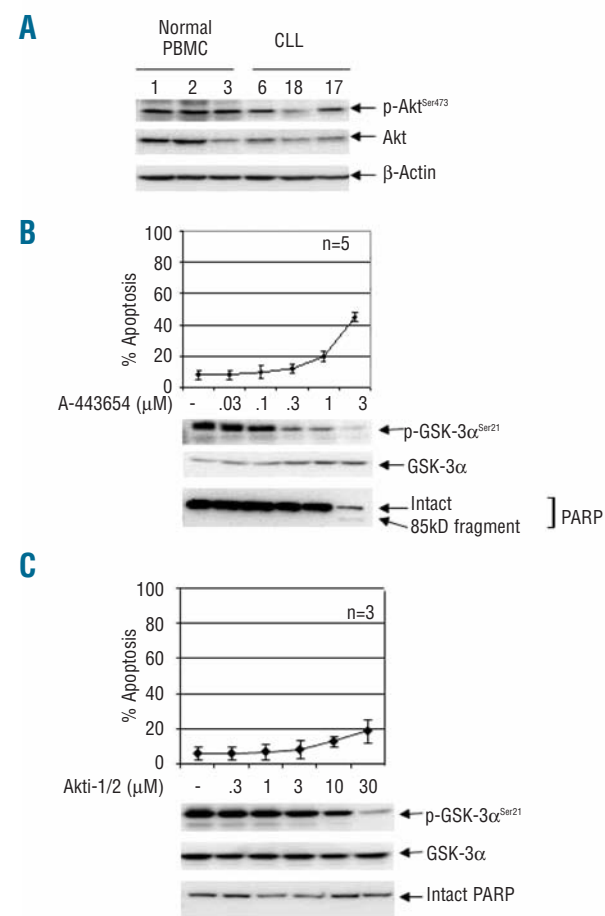 A
Normal PBMC
CLL
1 2 3 6 18 17
p-Akt^Ser473
Akt
β-Actin
B
100
80
60
40
20
0
% Apoptosis
n=5
A-443654 (μM) - .03 .1 .3 1 3
p-GSK-3α^Ser21
GSK-3α
Intact
85kD fragment
PARP
C
100
80
60
40
20
0
% Apoptosis
n=3
Akti-1/2 (μM) - .3 1 3 10 30
p-GSK-3α^Ser21
GSK-3α
Intact PARP